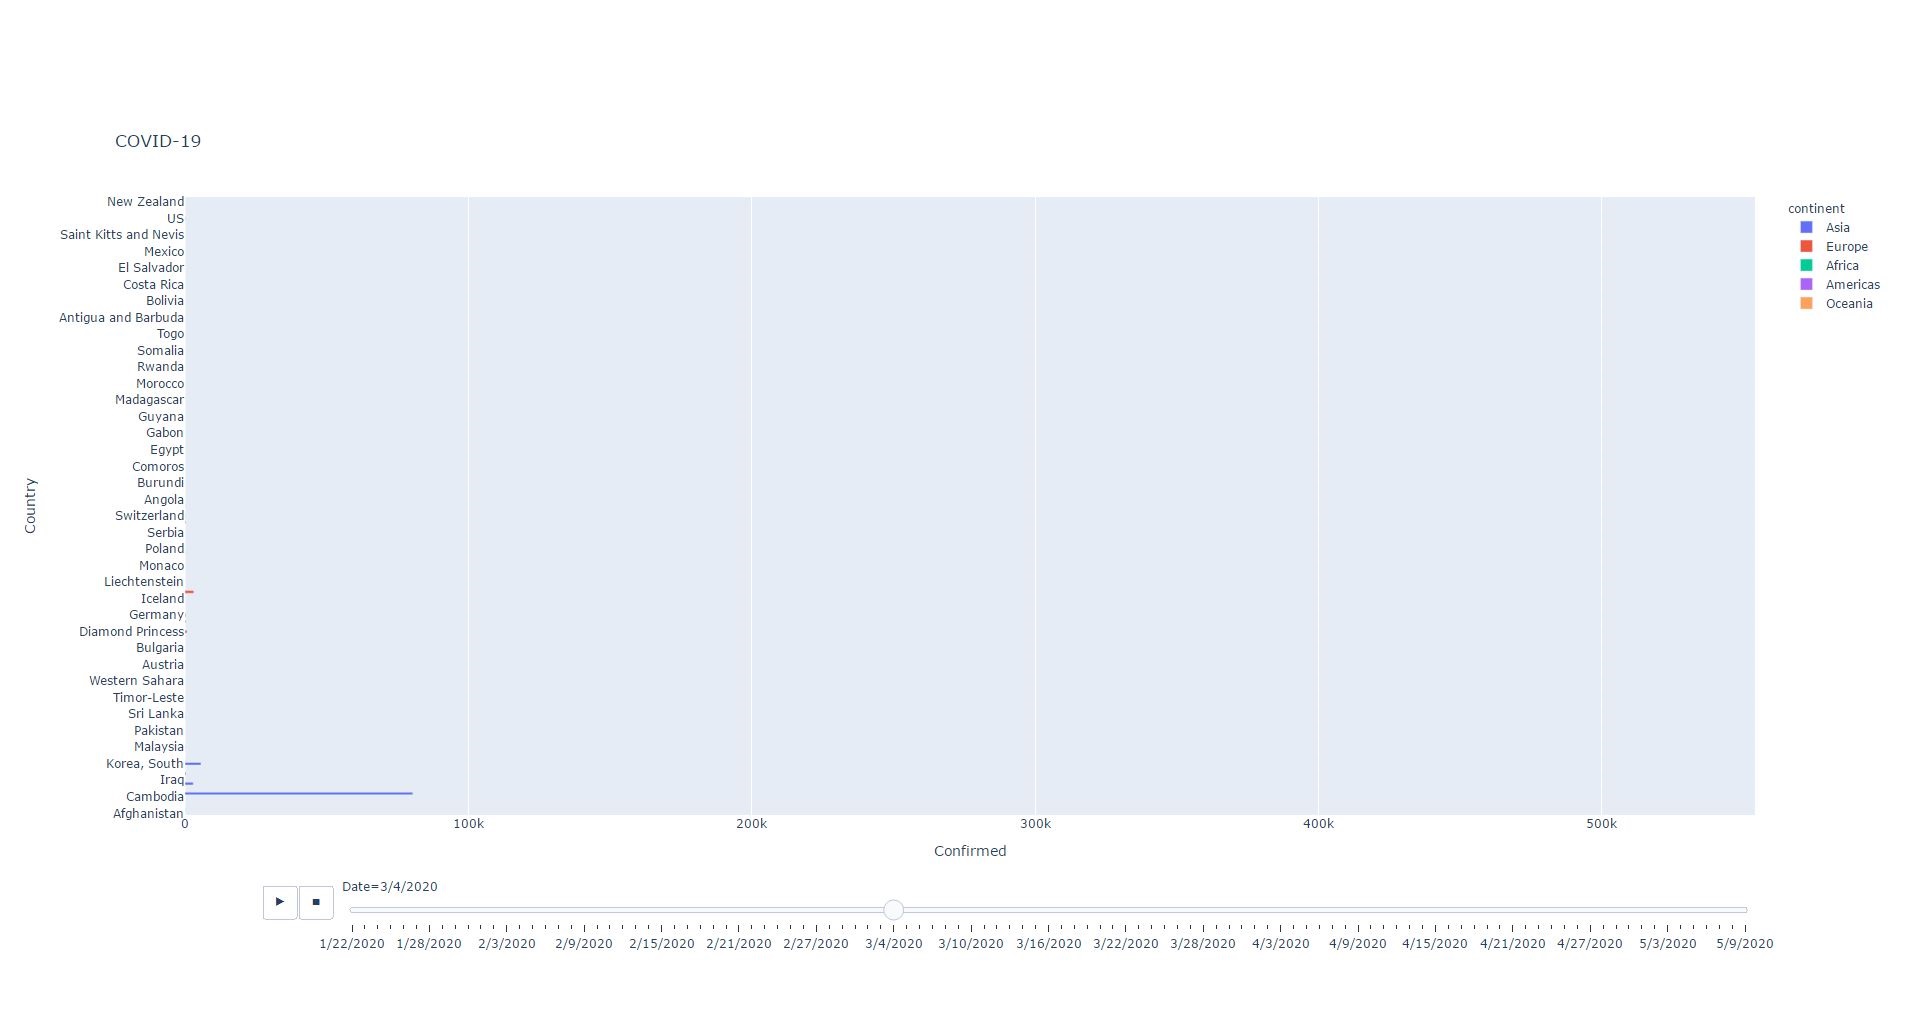 COVID-19
New Zealand
US
Saint Kitts and Nevis
Mexico
El Salvador
Costa Rica
Bolivia
Antigua and Barbuda
Togo
Somalia
Rwanda
Morocco
Madagascar
Guyana
Gabon
Egypt
Comoros
Burundi
Angola
Switzerland
Serbia
Poland
Monaco
Liechtenstein
Iceland
Germany
Diamond Princess
Bulgaria
Austria
Western Sahara
Timor-Leste
Sri Lanka
Pakistan
Malaysia
Korea, South
Iraq
Cambodia
Afghanistan
Country
0 100k 200k 300k 400k 500k
Confirmed
continent
Asia
Europe
Africa
Americas
Oceania
Date=3/4/2020
1/22/2020 1/28/2020 2/3/2020 2/9/2020 2/15/2020 2/21/2020 2/27/2020 3/4/2020 3/10/2020 3/16/2020 3/22/2020 3/28/2020 4/3/2020 4/9/2020 4/15/2020 4/21/2020 4/27/2020 5/3/2020 5/9/2020